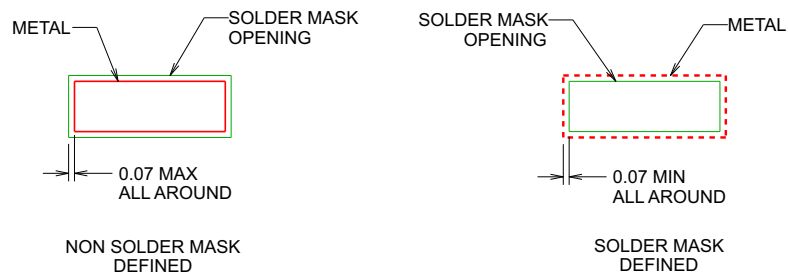 METAL
SOLDER MASK
OPENING
0.07 MAX
ALL AROUND
NON SOLDER MASK
DEFINED
SOLDER MASK
OPENING
METAL
0.07 MIN
ALL AROUND
SOLDER MASK
DEFINED